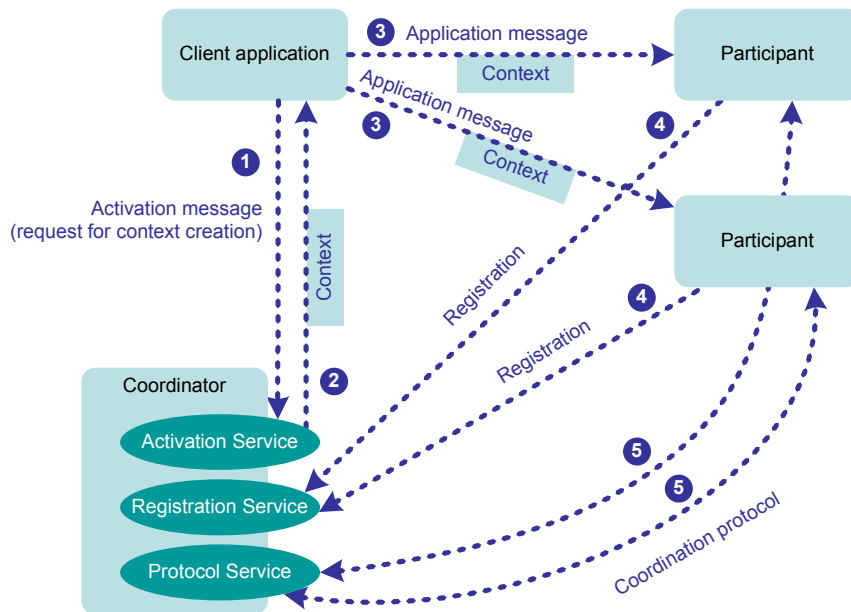 Client application
3 Application message
Context
Participant
Application message
3
Context
4
1
Activation message
(request for context creation)
Context
Participant
Registration
4
Registration
2
Coordinator
Activation Service
Registration Service
Protocol Service
5
5
Coordination protocol